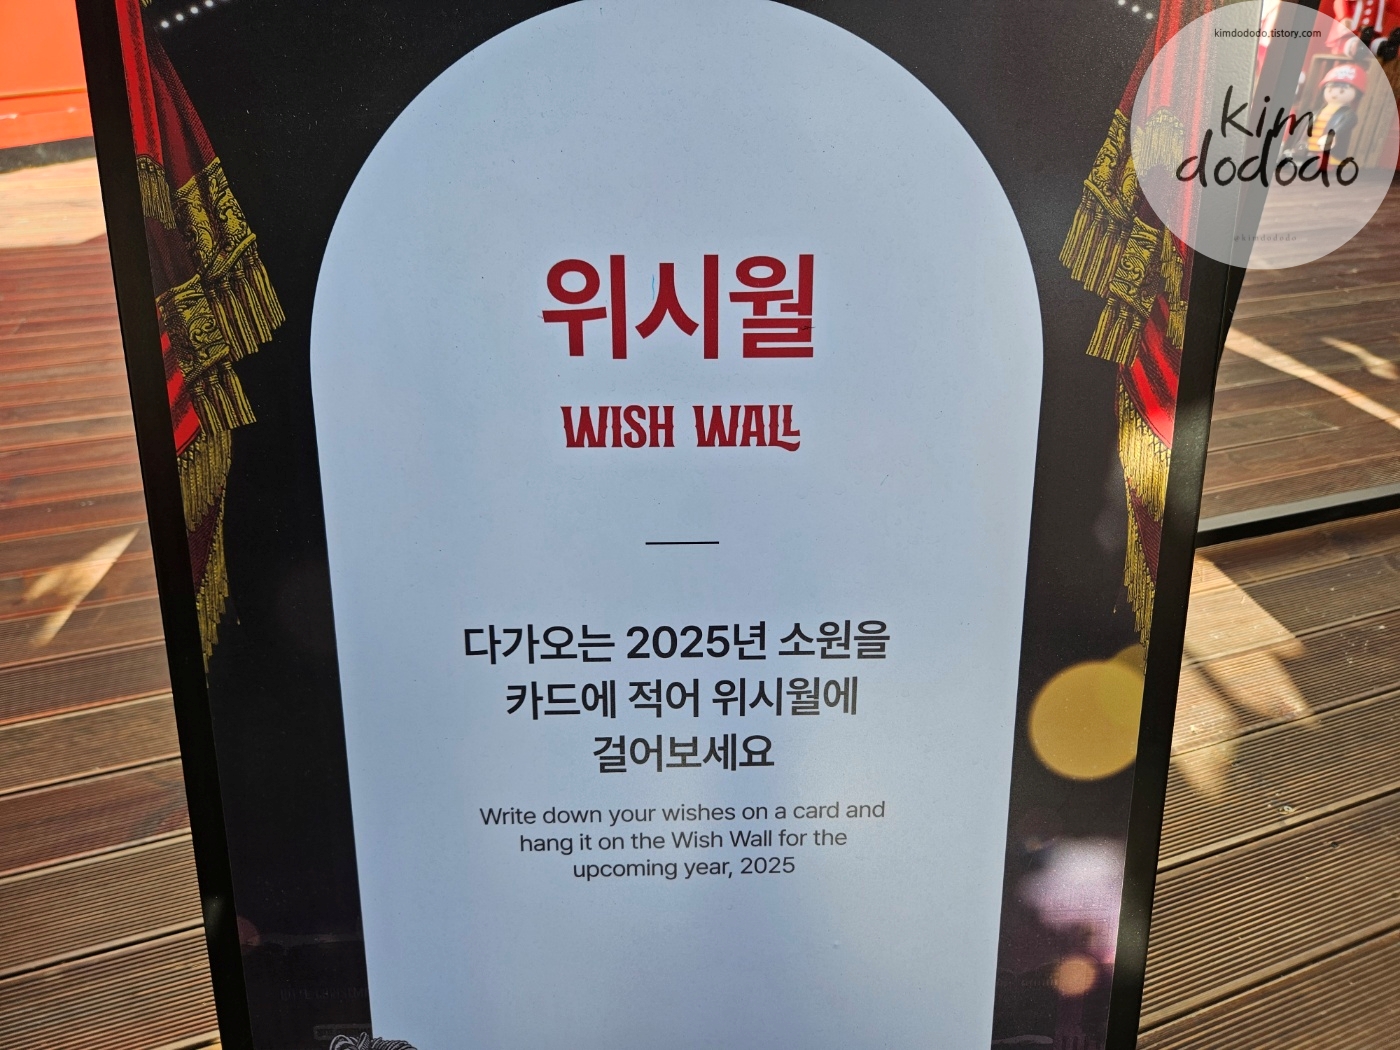 kimdododo.tistory.com
kim
dododo
@kimdododo
위시월
WISH WALL
다가오는 2025년 소원을
카드에 적어 위시월에
걸어보세요
Write down your wishes on a card and
hang it on the Wish Wall for the
upcoming year, 2025